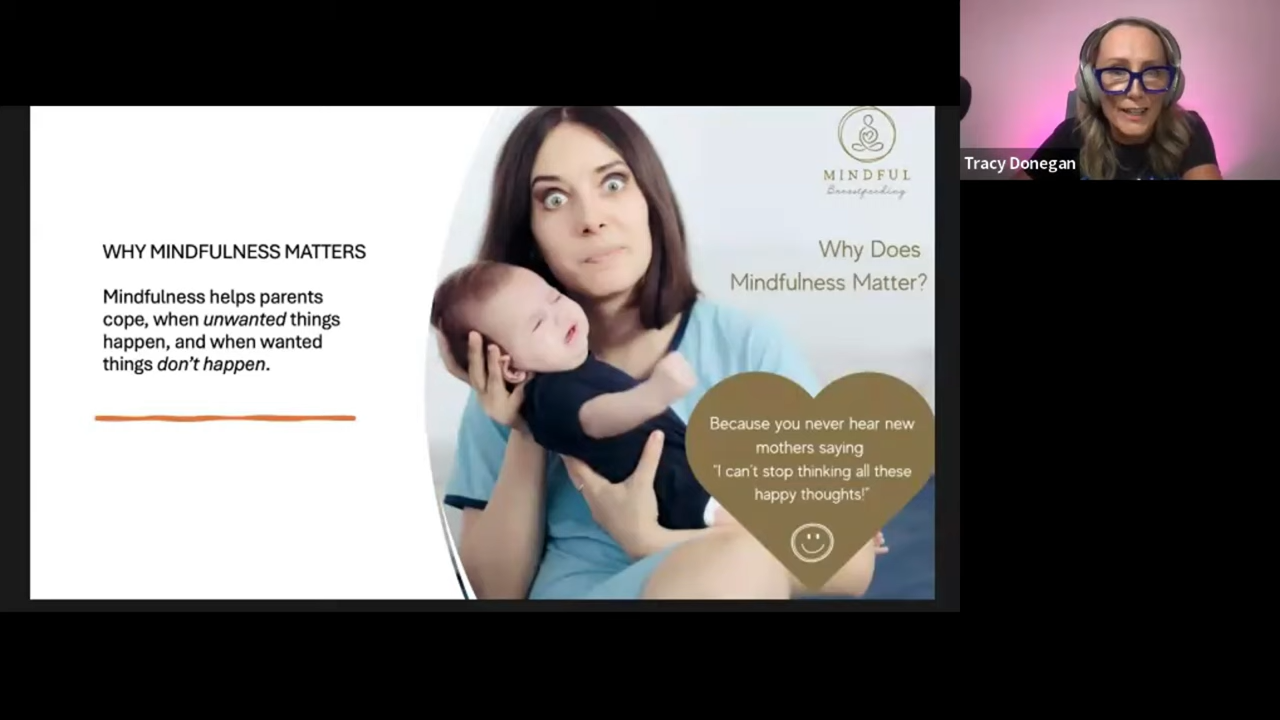 WHY MINDFULNESS MATTERS
Mindfulness helps parents
cope, when unwanted things
happen, and when wanted
things don't happen.
MINDFUL
Breastfeeding
Why Does
Mindfulness Matter?
Because you never hear new
mothers saying
"I can't stop thinking all these
happy thoughts!"
Tracy Donegan